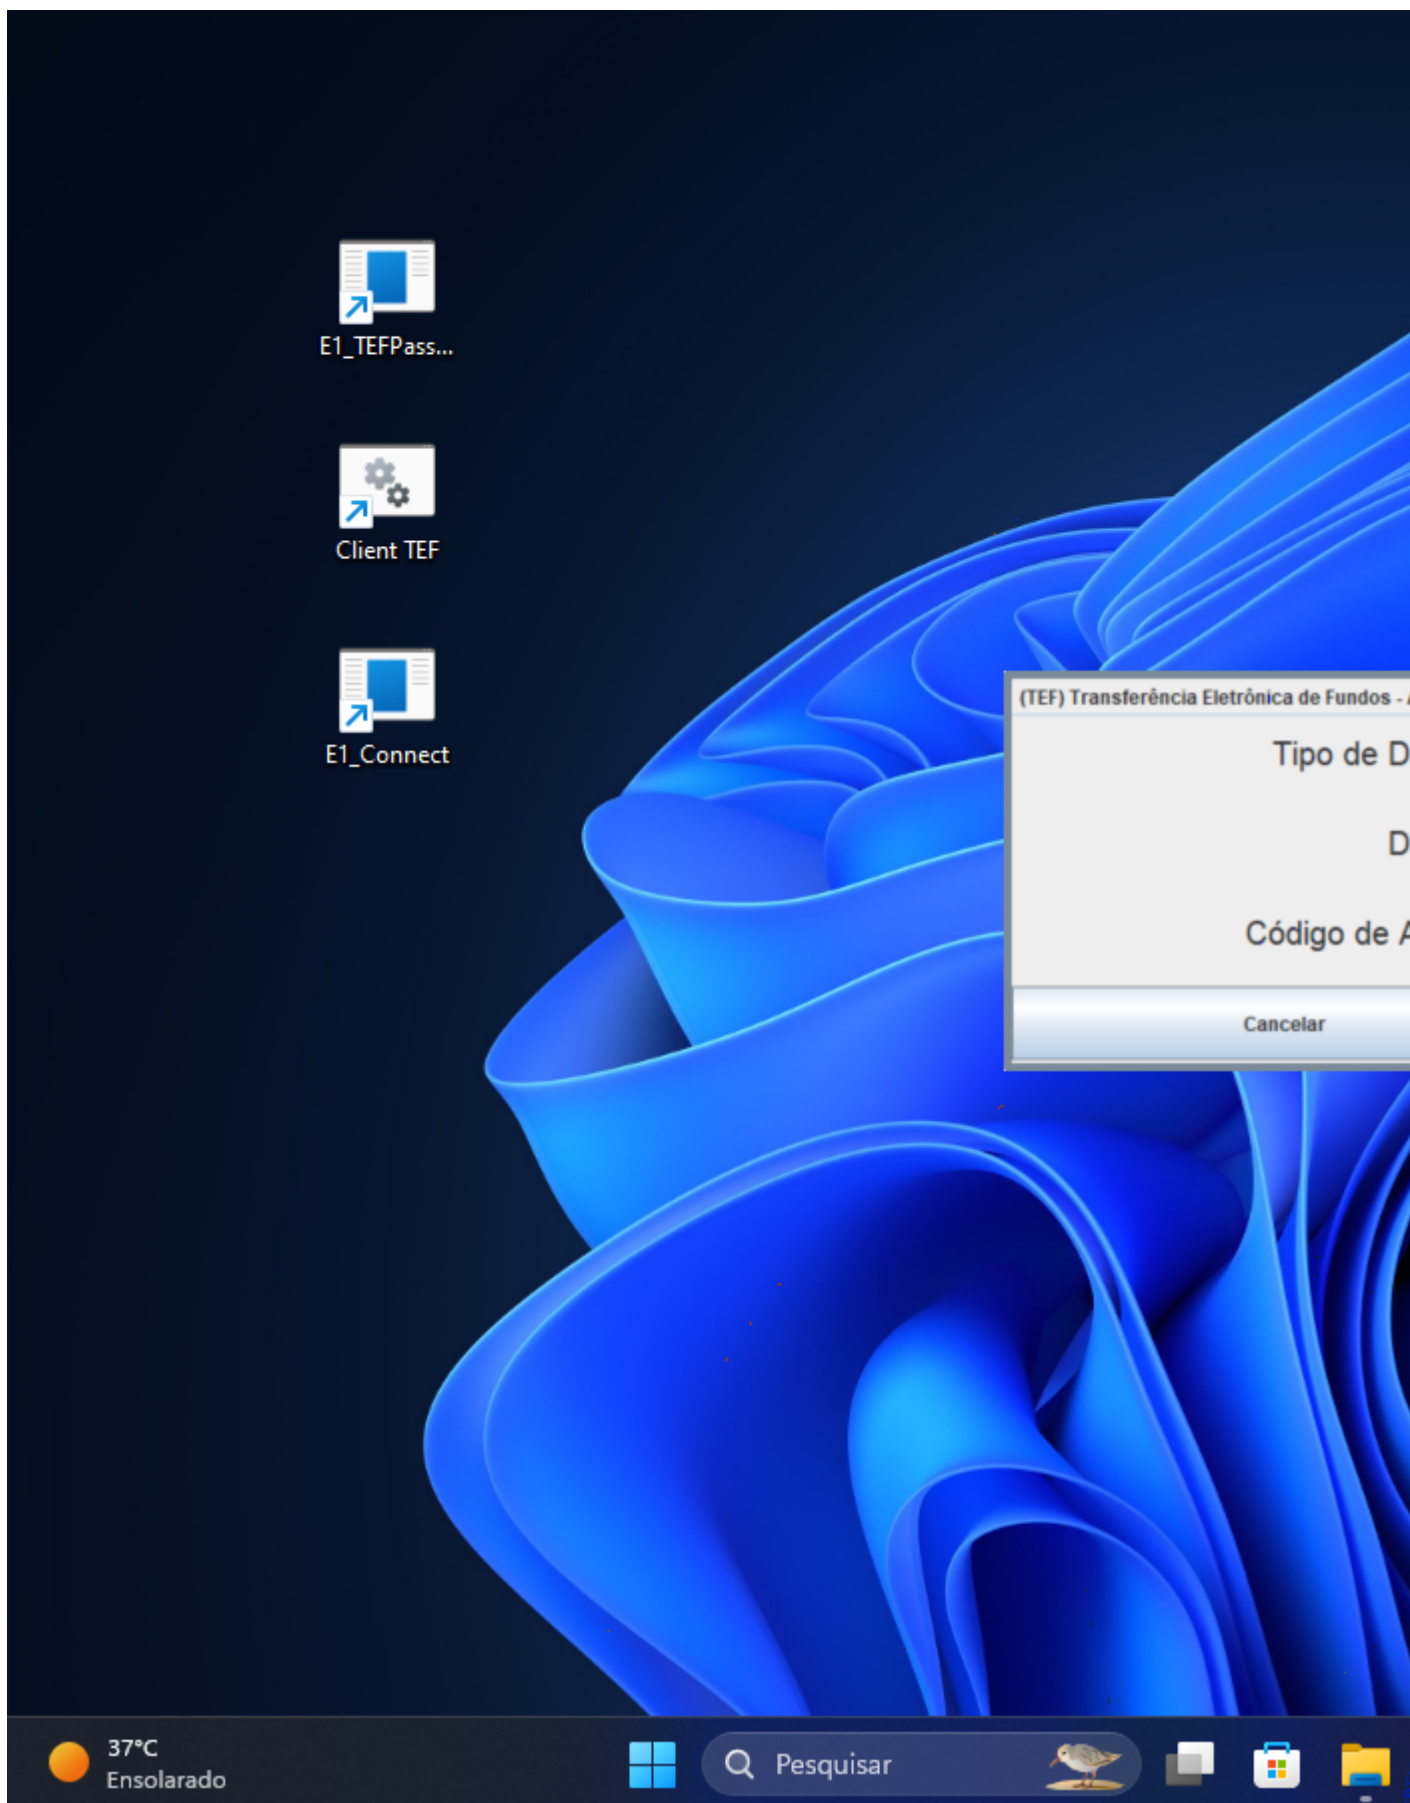 E1_TEFPass...
Client TEF
E1_Connect
(TEF) Transferência Eletrônica de Fundos -
Tipo de
Código de
Cancelar
37°C
Ensolarado
Pesquisar